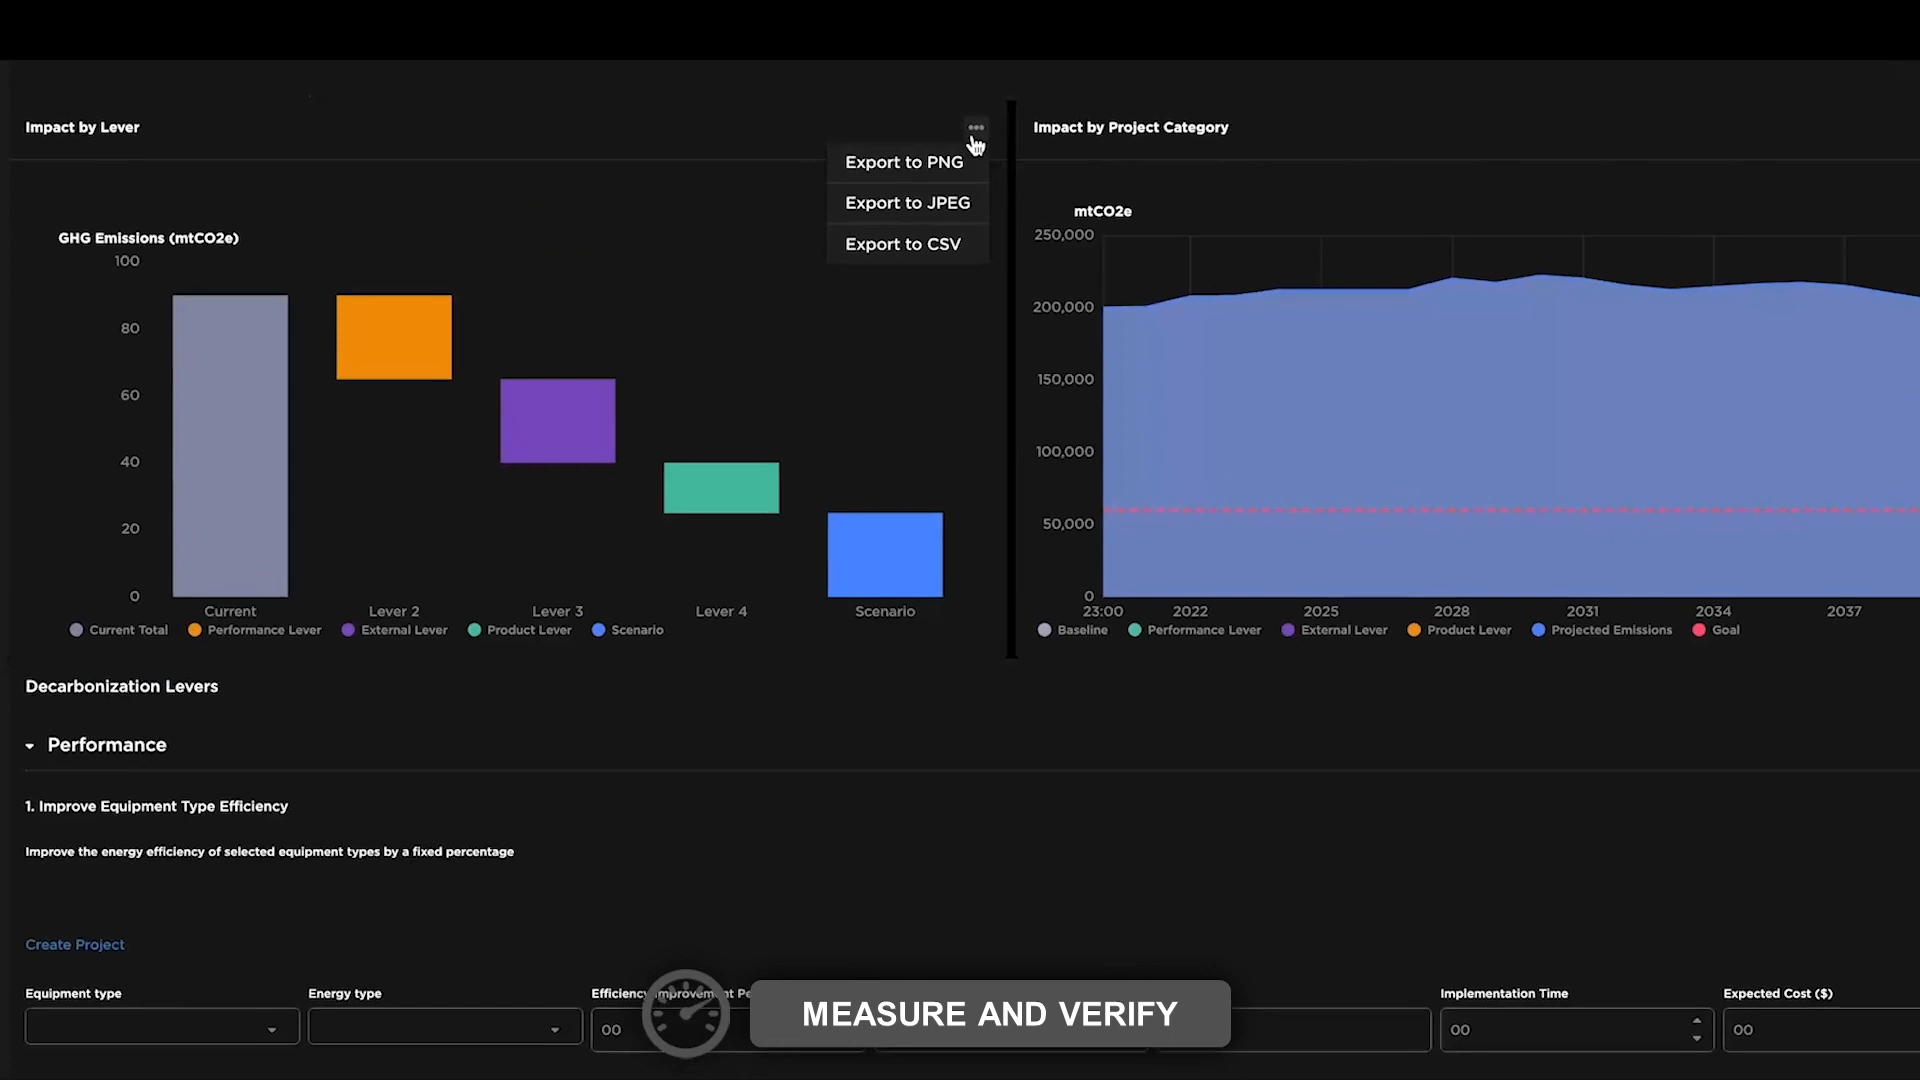 Impact by Lever
Export to PNG
Export to JPEG
Export to CSV
GHG Emissions (mtCO2e)
100
80
60
40
20
0
Current
Lever 2
Lever 3
Lever 4
Scenario
Current Total
Performance Lever
External Lever
Product Lever
Scenario
Impact by Project Category
mtCO2e
250,000
200,000
150,000
100,000
50,000
0
23:00
2022
2025
2028
2031
2034
2037
Baseline
Performance Lever
External Lever
Product Lever
Projected Emissions
Goal
Decarbonization Levers
Performance
1. Improve Equipment Type Efficiency
Improve the energy efficiency of selected equipment types by a fixed percentage
Create Project
Equipment type
Energy type
Efficiency Improvement Pe
Implementation Time
Expected Cost ($)
00
00
00
MEASURE AND VERIFY